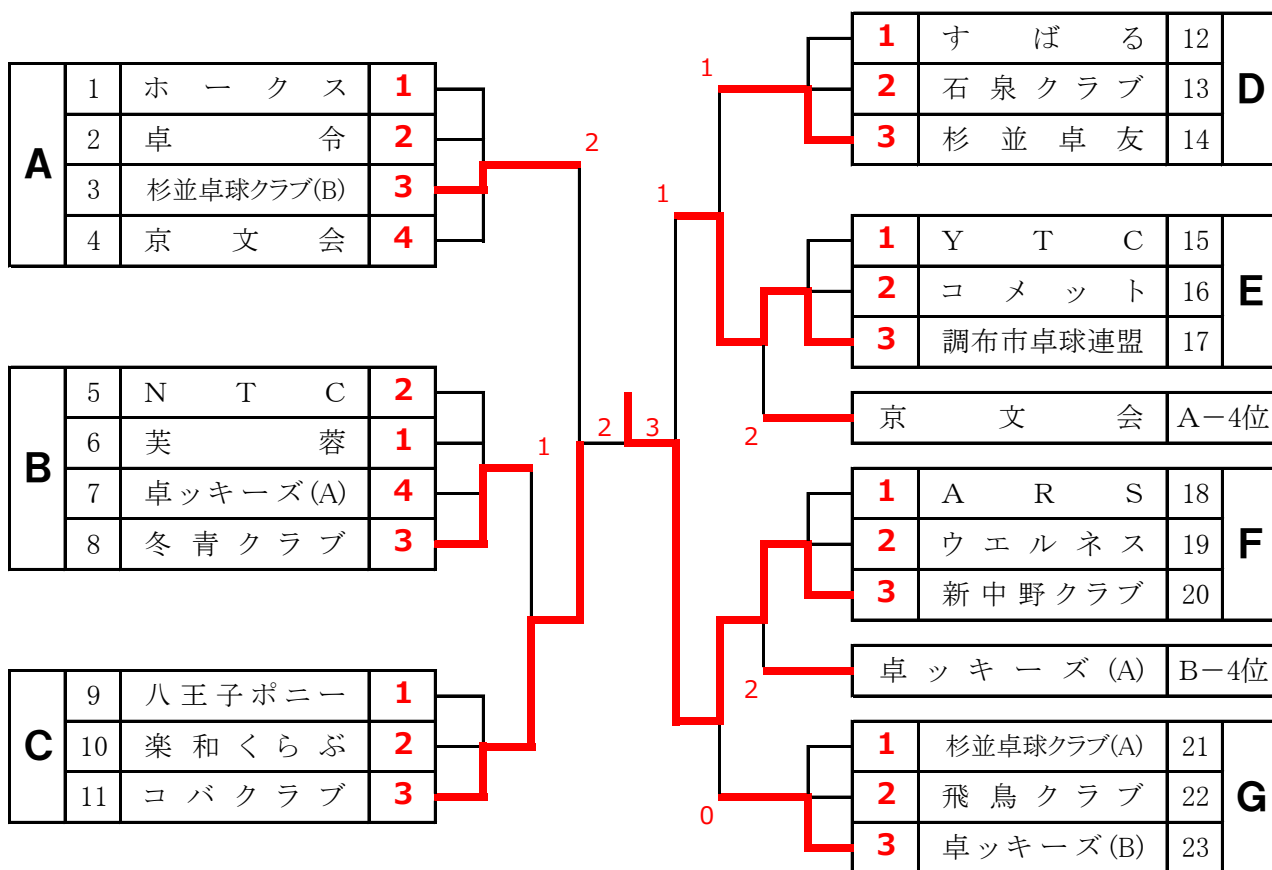 A
1 ホークス 1
2 卓令 2
3 杉並卓球クラブ(B) 3
4 京文会 4
B
5 NTC 2
6 芙蓉 1
7 卓ッキーズ(A) 4
8 冬青クラブ 3
C
9 八王子ポニー 1
10 楽和くらぶ 2
11 コバクラブ 3
2
1
2
3
1
1
2
2
0
1 すばる 12
2 石泉クラブ 13
3 杉並卓友 14
D
1 YTC 15
2 コメット 16
3 調布市卓球連盟 17
E
京文会 A－4位
1 ARS 18
2 ウエルネス 19
3 新中野クラブ 20
F
卓ッキーズ(A) B－4位
1 杉並卓球クラブ(A) 21
2 飛鳥クラブ 22
3 卓ッキーズ(B) 23
G